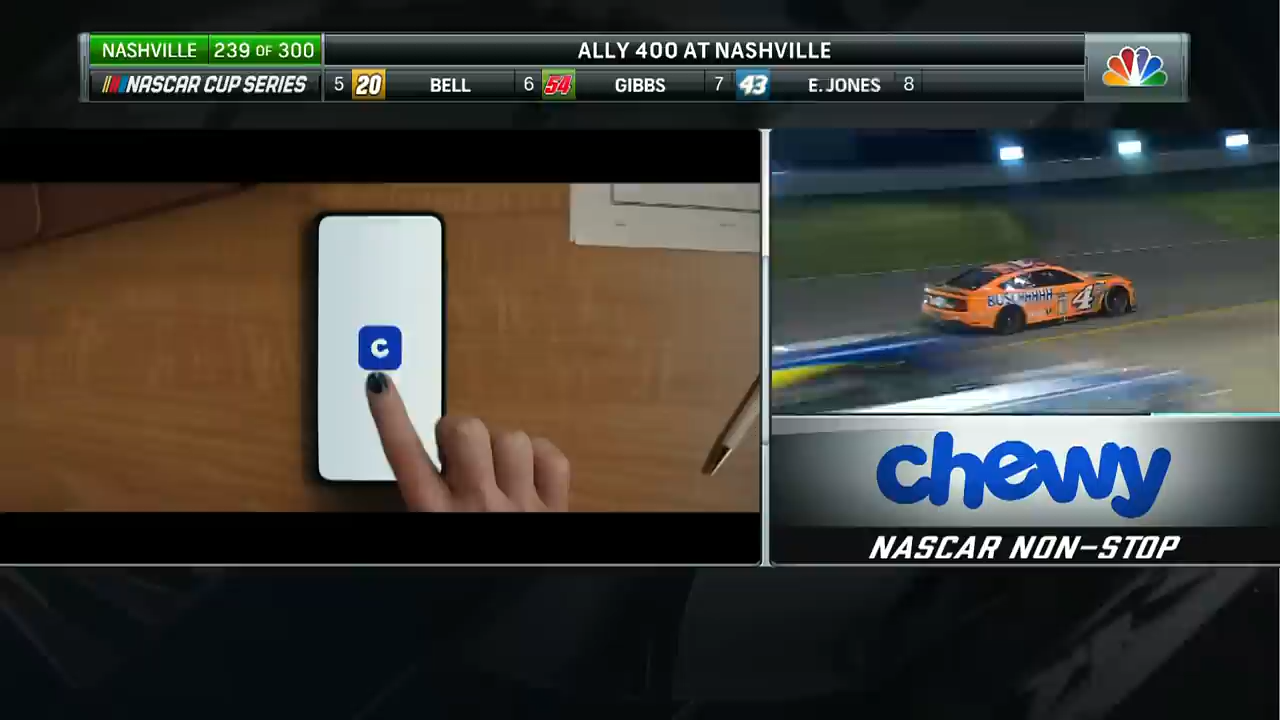 NASHVILLE 239 OF 300 ALLY 400 AT NASHVILLE
NASCAR CUP SERIES 5 20 BELL 6 54 GIBBS 7 43 E. JONES 8
C
BUSCHHHHH 4
chewy
NASCAR NON-STOP